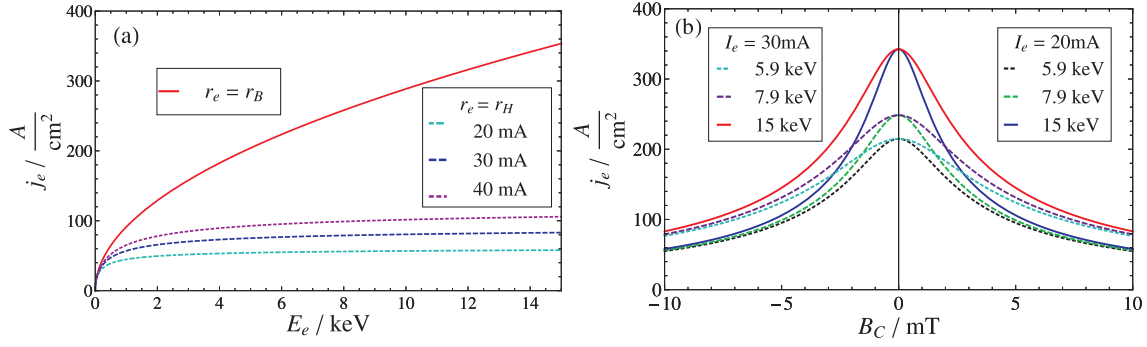 (a)
400
300
200
100
0
j_e / A/cm²
r_e = r_B
r_e = r_H
20 mA
30 mA
40 mA
0 2 4 6 8 10 12 14
E_e / keV
(b)
400
300
200
100
0
j_e / A/cm²
I_e = 30mA
5.9 keV
7.9 keV
15 keV
I_e = 20mA
5.9 keV
7.9 keV
15 keV
−10 −5 0 5 10
B_C / mT